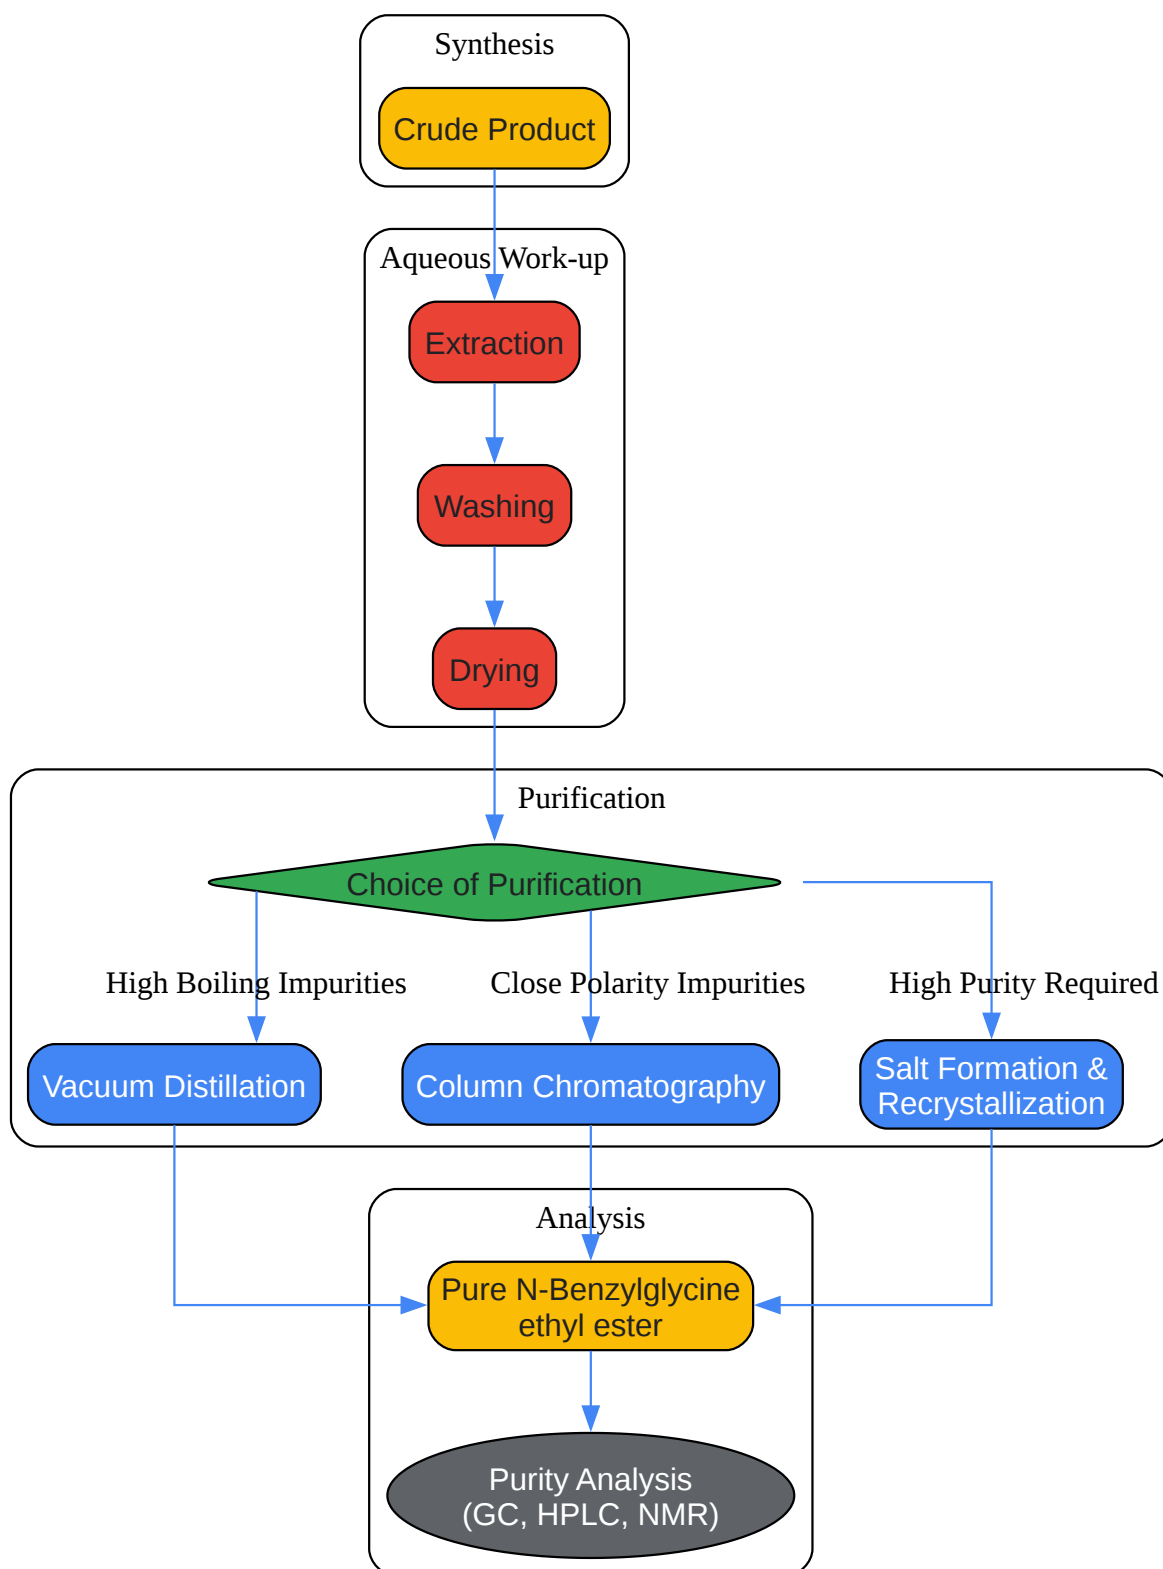 Synthesis
Crude Product
Aqueous Work-up
Extraction
Washing
Drying
Purification
Choice of Purification
High Boiling Impurities
Close Polarity Impurities
High Purity Required
Vacuum Distillation
Column Chromatography
Salt Formation &
Recrystallization
Analysis
Pure N-Benzylglycine
ethyl ester
Purity Analysis
(GC, HPLC, NMR)